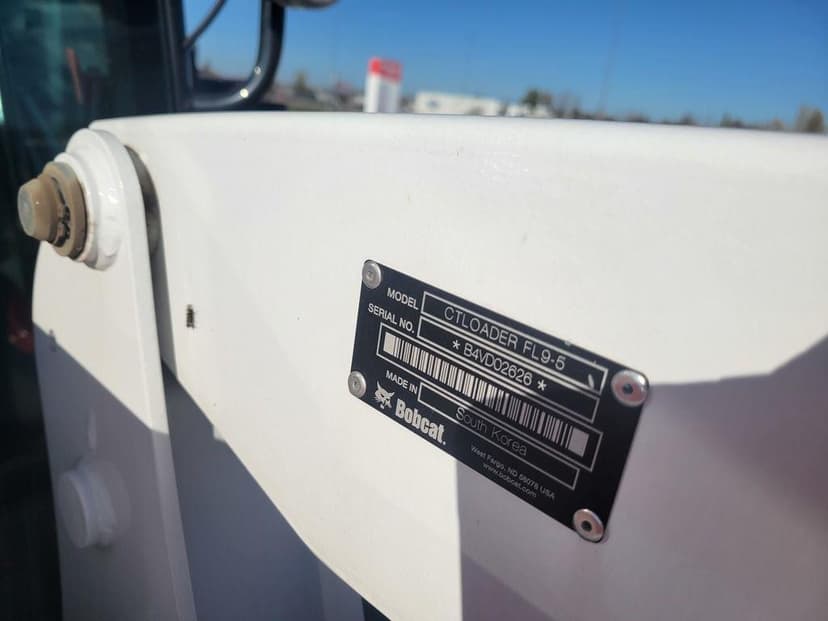 MODEL CTLOADER FL9-5
SERIAL NO. * B4VD02626 *
MADE IN South Korea
Bobcat.
West Fargo, ND 58078 USA
www.bobcat.com